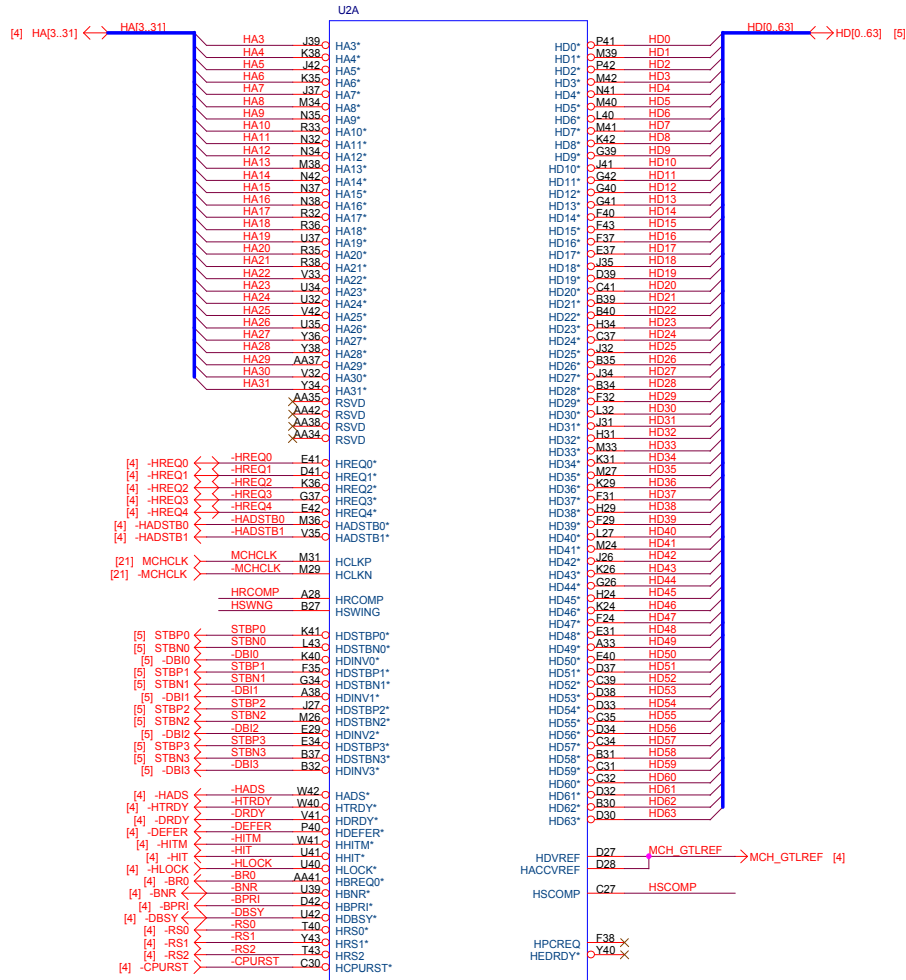 U2A
[4] HA[3..31] HA[3..31] HD[0..63] HD[0..63] [5]
HA3 J39 HA3* HD0* P41 HD0
HA4 K38 HA4* HD1* M39 HD1
HA5 J42 HA5* HD2* P42 HD2
HA6 K35 HA6* HD3* M42 HD3
HA7 J37 HA7* HD4* N41 HD4
HA8 M34 HA8* HD5* M40 HD5
HA9 N35 HA9* HD6* L40 HD6
HA10 R33 HA10* HD7* M41 HD7
HA11 N32 HA11* HD8* K42 HD8
HA12 N34 HA12* HD9* G39 HD9
HA13 M38 HA13* HD10* J41 HD10
HA14 N42 HA14* HD11* G42 HD11
HA15 N37 HA15* HD12* G40 HD12
HA16 N38 HA16* HD13* G41 HD13
HA17 R32 HA17* HD14* F40 HD14
HA18 R36 HA18* HD15* F43 HD15
HA19 U37 HA19* HD16* F37 HD16
HA20 R35 HA20* HD17* E37 HD17
HA21 R38 HA21* HD18* J35 HD18
HA22 V33 HA22* HD19* D39 HD19
HA23 U34 HA23* HD20* C41 HD20
HA24 U32 HA24* HD21* B39 HD21
HA25 V42 HA25* HD22* B40 HD22
HA26 U35 HA26* HD23* H34 HD23
HA27 Y36 HA27* HD24* C37 HD24
HA28 Y38 HA28* HD25* J32 HD25
HA29 AA37 HA29* HD26* B35 HD26
HA30 V32 HA30* HD27* J34 HD27
HA31 Y34 HA31* HD28* B34 HD28
AA35 RSVD HD29* F32 HD29
AA42 RSVD HD30* L32 HD30
AA38 RSVD HD31* J31 HD31
AA34 RSVD HD32* H31 HD32
HD33* M33 HD33
[4] -HREQ0 -HREQ0 E41 HREQ0* HD34* K31 HD34
[4] -HREQ1 -HREQ1 D41 HREQ1* HD35* M27 HD35
[4] -HREQ2 -HREQ2 K36 HREQ2* HD36* K29 HD36
[4] -HREQ3 -HREQ3 G37 HREQ3* HD37* F31 HD37
[4] -HREQ4 -HREQ4 E42 HREQ4* HD38* H29 HD38
[4] -HADSTB0 -HADSTB0 M36 HADSTB0* HD39* F29 HD39
[4] -HADSTB1 -HADSTB1 V35 HADSTB1* HD40* L27 HD40
HD41* M24 HD41
[21] MCHCLK MCHCLK M31 HCLKP HD42* J26 HD42
[21] -MCHCLK -MCHCLK M29 HCLKN HD43* K26 HD43
HD44* G26 HD44
HRCOMP A28 HRCOMP HD45* H24 HD45
HSWNG B27 HSWING HD46* K24 HD46
HD47* F24 HD47
[5] STBP0 STBP0 K41 HDSTBP0* HD48* E31 HD48
[5] STBN0 STBN0 L43 HDSTBN0* HD49* A33 HD49
[5] -DBI0 -DBI0 K40 HDINV0* HD50* E40 HD50
[5] STBP1 STBP1 F35 HDSTBP1* HD51* D37 HD51
[5] STBN1 STBN1 G34 HDSTBN1* HD52* C39 HD52
[5] -DBI1 -DBI1 A38 HDINV1* HD53* D38 HD53
[5] STBP2 STBP2 J27 HDSTBP2* HD54* D33 HD54
[5] STBN2 STBN2 M26 HDSTBN2* HD55* C35 HD55
[5] -DBI2 -DBI2 E29 HDINV2* HD56* D34 HD56
[5] STBP3 STBP3 E34 HDSTBP3* HD57* C34 HD57
[5] STBN3 STBN3 B37 HDSTBN3* HD58* B31 HD58
[5] -DBI3 -DBI3 B32 HDINV3* HD59* C31 HD59
HD60* C32 HD60
[4] -HADS -HADS W42 HADS* HD61* D32 HD61
[4] -HTRDY -HTRDY W40 HTRDY* HD62* B30 HD62
[4] -DRDY -DRDY V41 HDRDY* HD63* D30 HD63
[4] -DEFER -DEFER P40 HDEFER*
[4] -HITM -HITM W41 HHITM*
[4] -HIT -HIT U41 HHIT* HDVREF D27 MCH_GTLREF MCH_GTLREF [4]
[4] -HLOCK -HLOCK U40 HLOCK* HACCVREF D28
[4] -BR0 -BR0 AA41 HBREQ0*
[4] -BNR -BNR U39 HBNR* HSCOMP C27 HSCOMP
[4] -BPRI -BPRI D42 HBPRI*
[4] -DBSY -DBSY U42 HDBSY*
[4] -RS0 -RS0 T40 HRS0*
[4] -RS1 -RS1 Y43 HRS1* HPCREQ F38
[4] -RS2 -RS2 T43 HRS2 HEDRDY* Y40
[4] -CPURST -CPURST C30 HCPURST*